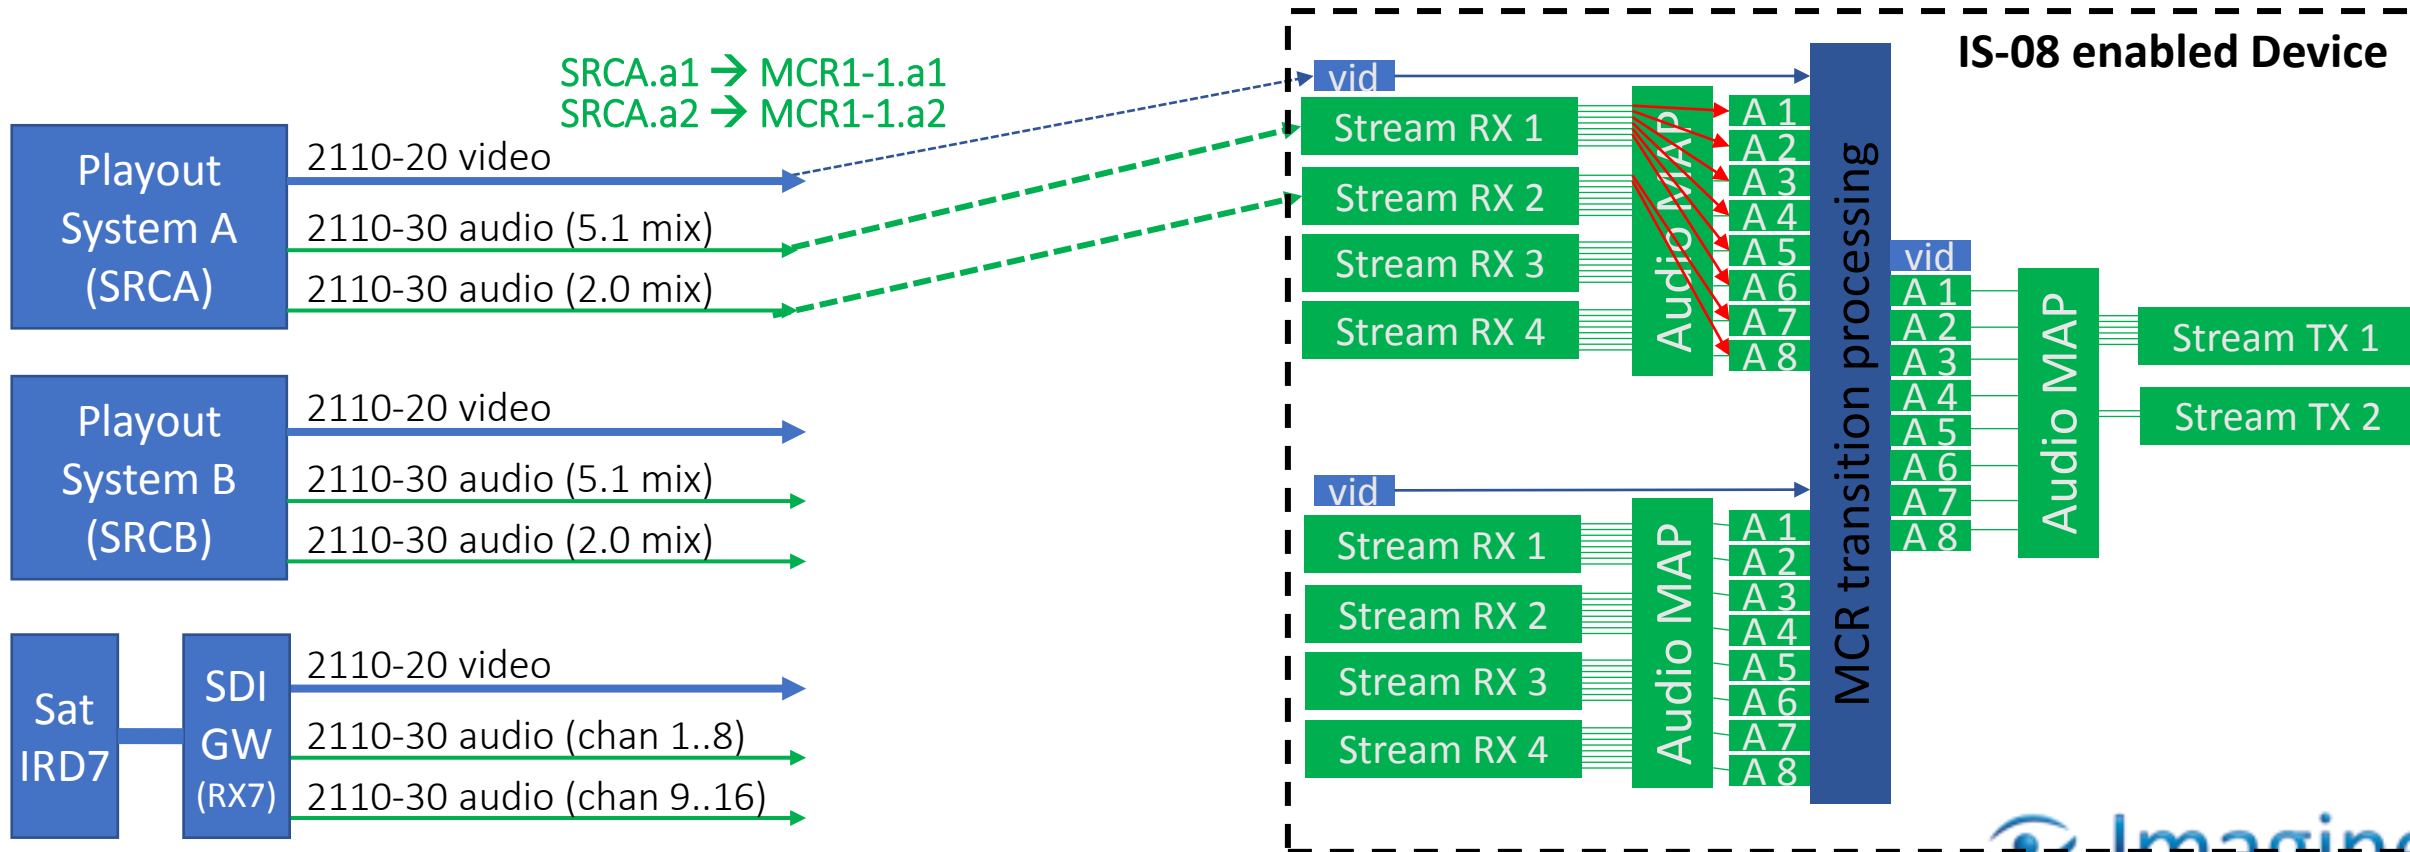 SRCA.a1 → MCR1-1.a1
SRCA.a2 → MCR1-1.a2
Playout
System A
(SRCA)
2110-20 video
2110-30 audio (5.1 mix)
2110-30 audio (2.0 mix)
Playout
System B
(SRCB)
2110-20 video
2110-30 audio (5.1 mix)
2110-30 audio (2.0 mix)
Sat
IRD7
SDI
GW
(RX7)
2110-20 video
2110-30 audio (chan 1..8)
2110-30 audio (chan 9..16)
IS-08 enabled Device
vid
Stream RX 1
Stream RX 2
Stream RX 3
Stream RX 4
Audio MAP
A 1
A 2
A 3
A 4
A 5
A 6
A 7
A 8
vid
Stream RX 1
Stream RX 2
Stream RX 3
Stream RX 4
Audio MAP
A 1
A 2
A 3
A 4
A 5
A 6
A 7
A 8
MCR transition processing
vid
A 1
A 2
A 3
A 4
A 5
A 6
A 7
A 8
Audio MAP
Stream TX 1
Stream TX 2